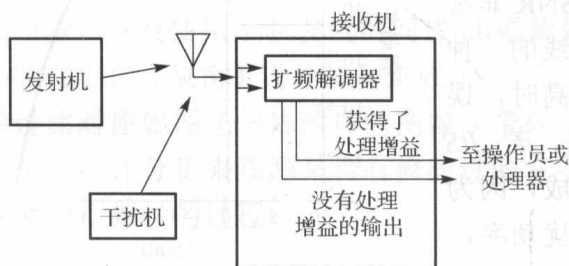 接收机
发射机
扩频解调器
获得了
处理增益
至操作员或
处理器
没有处理
增益的输出
干扰机